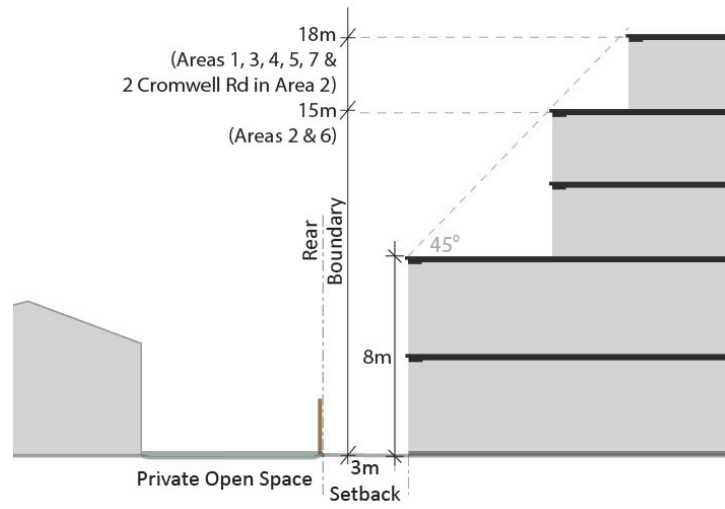 18m
(Areas 1, 3, 4, 5, 7 &
2 Cromwell Rd in Area 2)
15m
(Areas 2 & 6)
Rear
Boundary
45°
8m
3m
Private Open Space
Setback